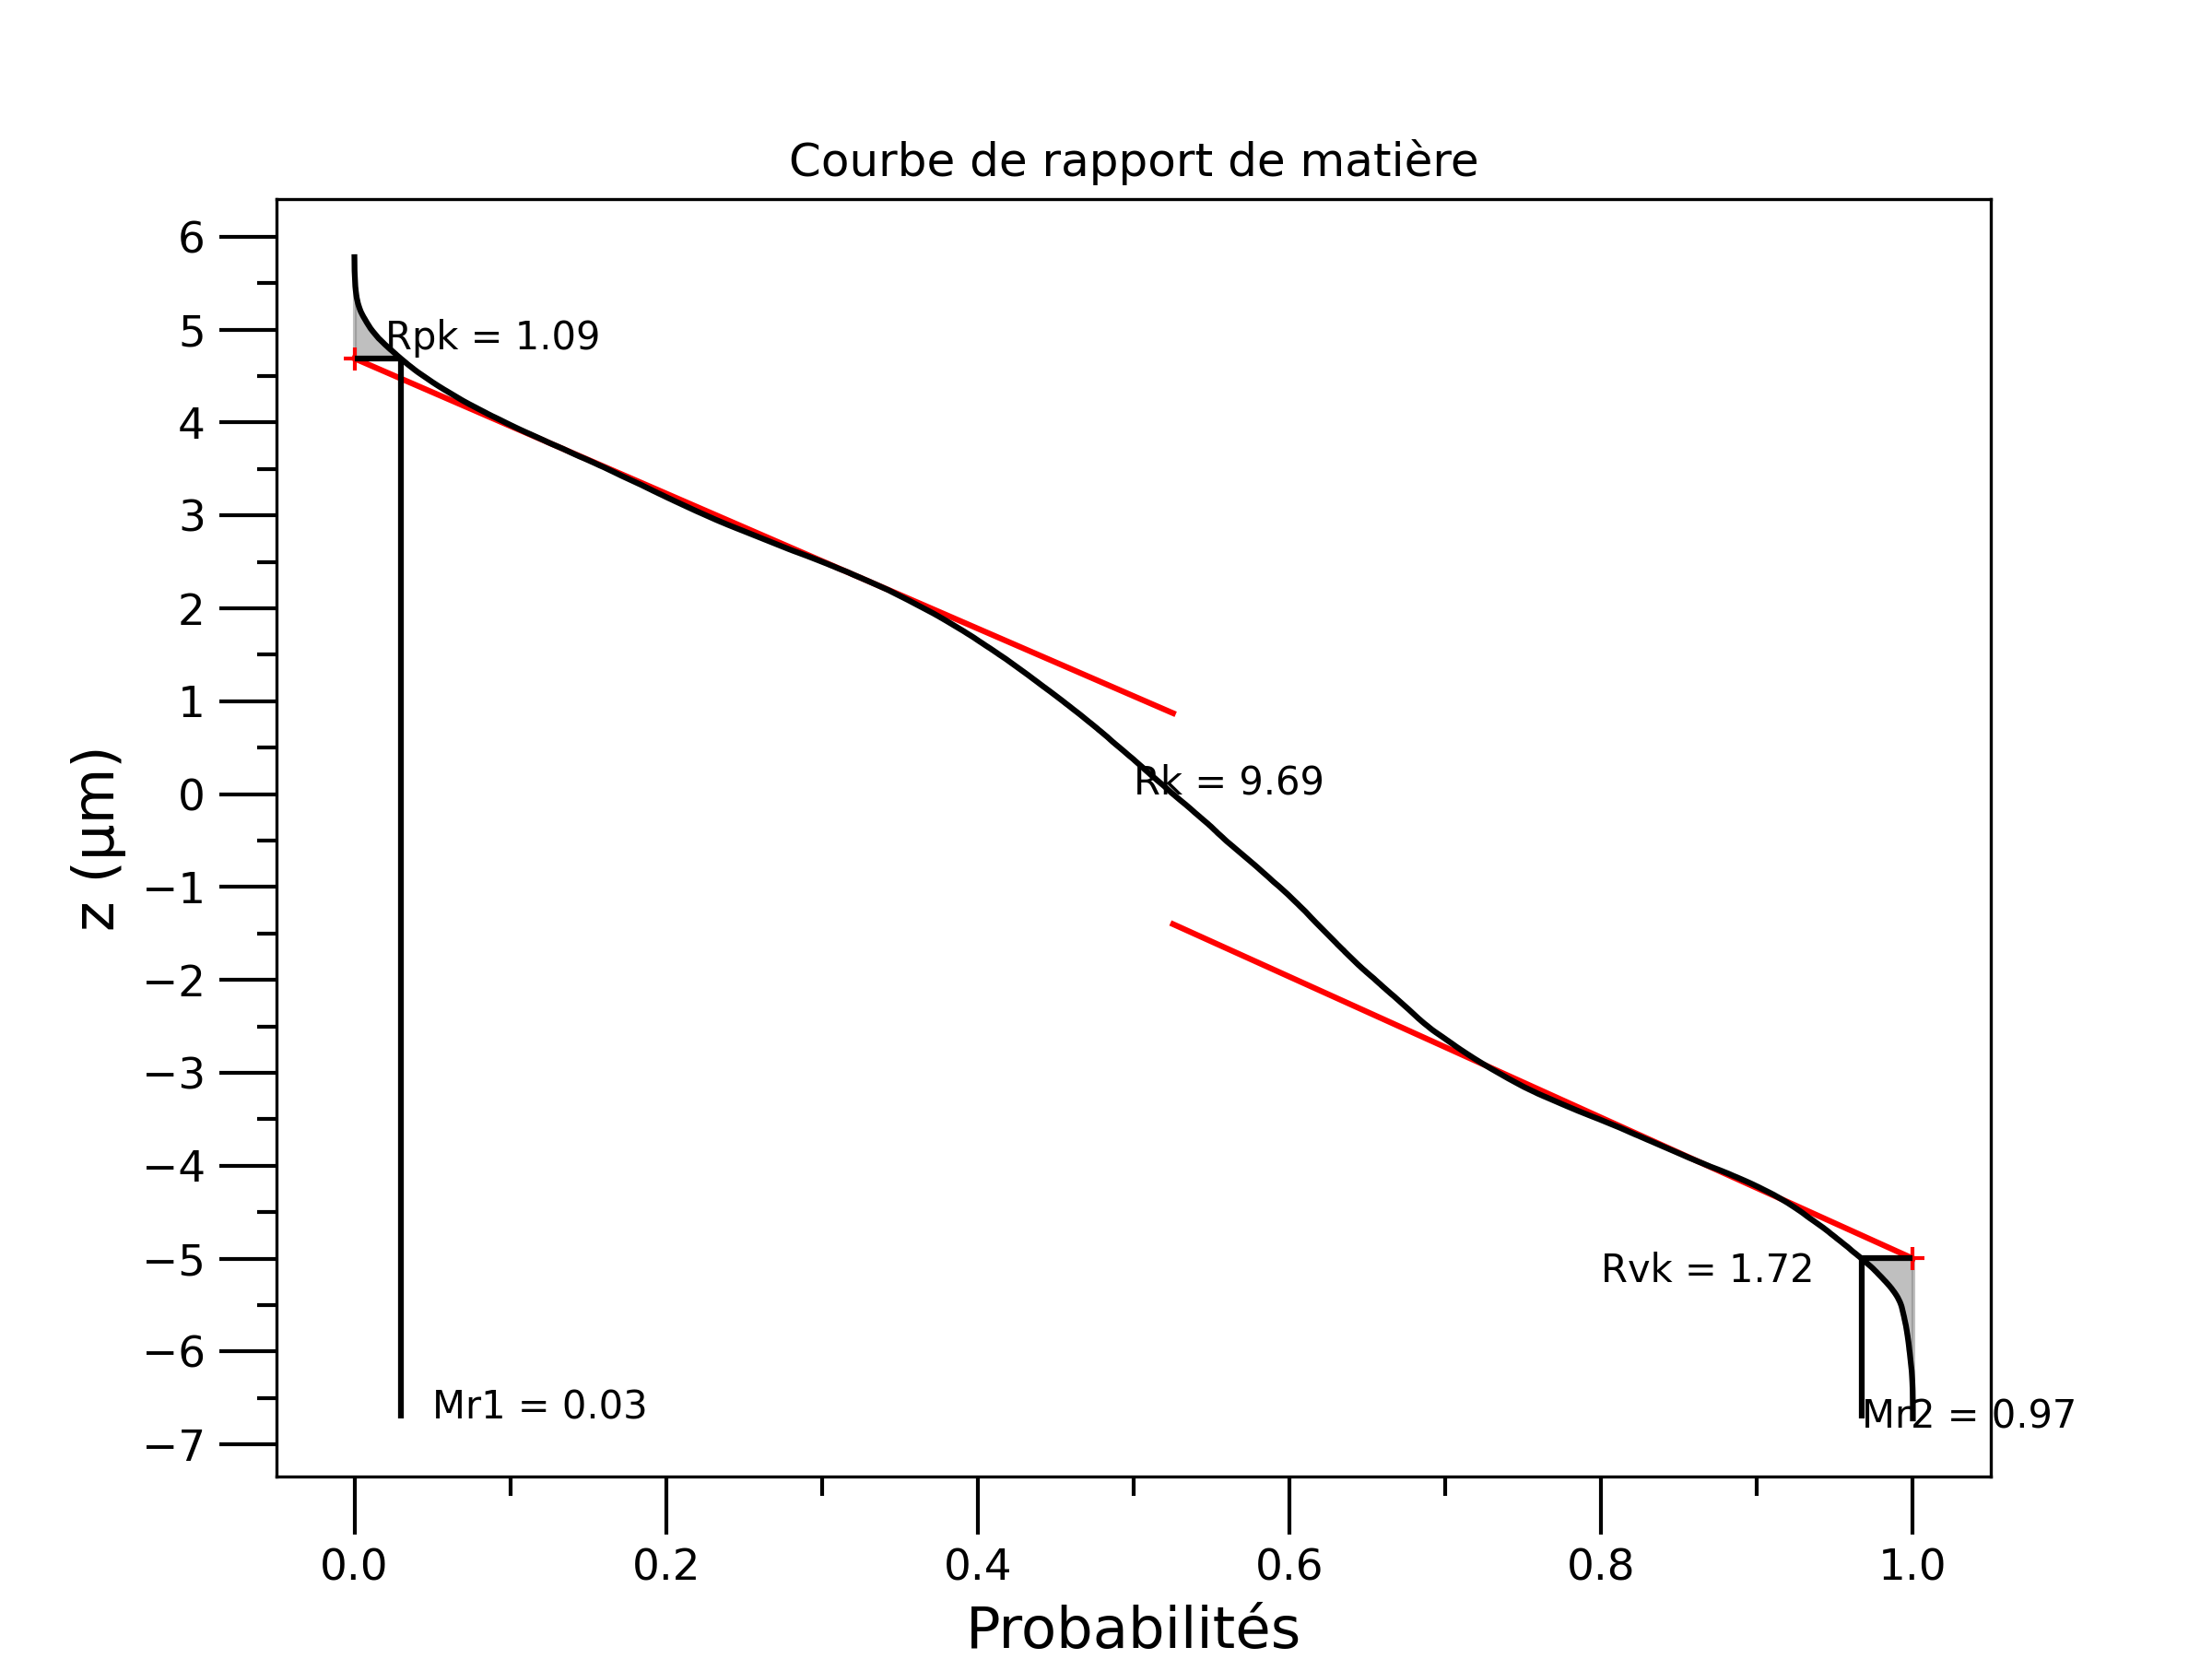 Courbe de rapport de matière
6
5
4
3
2
1
0
−1
−2
−3
−4
−5
−6
−7
z (μm)
Rpk = 1.09
Rk = 9.69
Rvk = 1.72
Mr1 = 0.03
Mr2 = 0.97
0.0 0.2 0.4 0.6 0.8 1.0
Probabilités